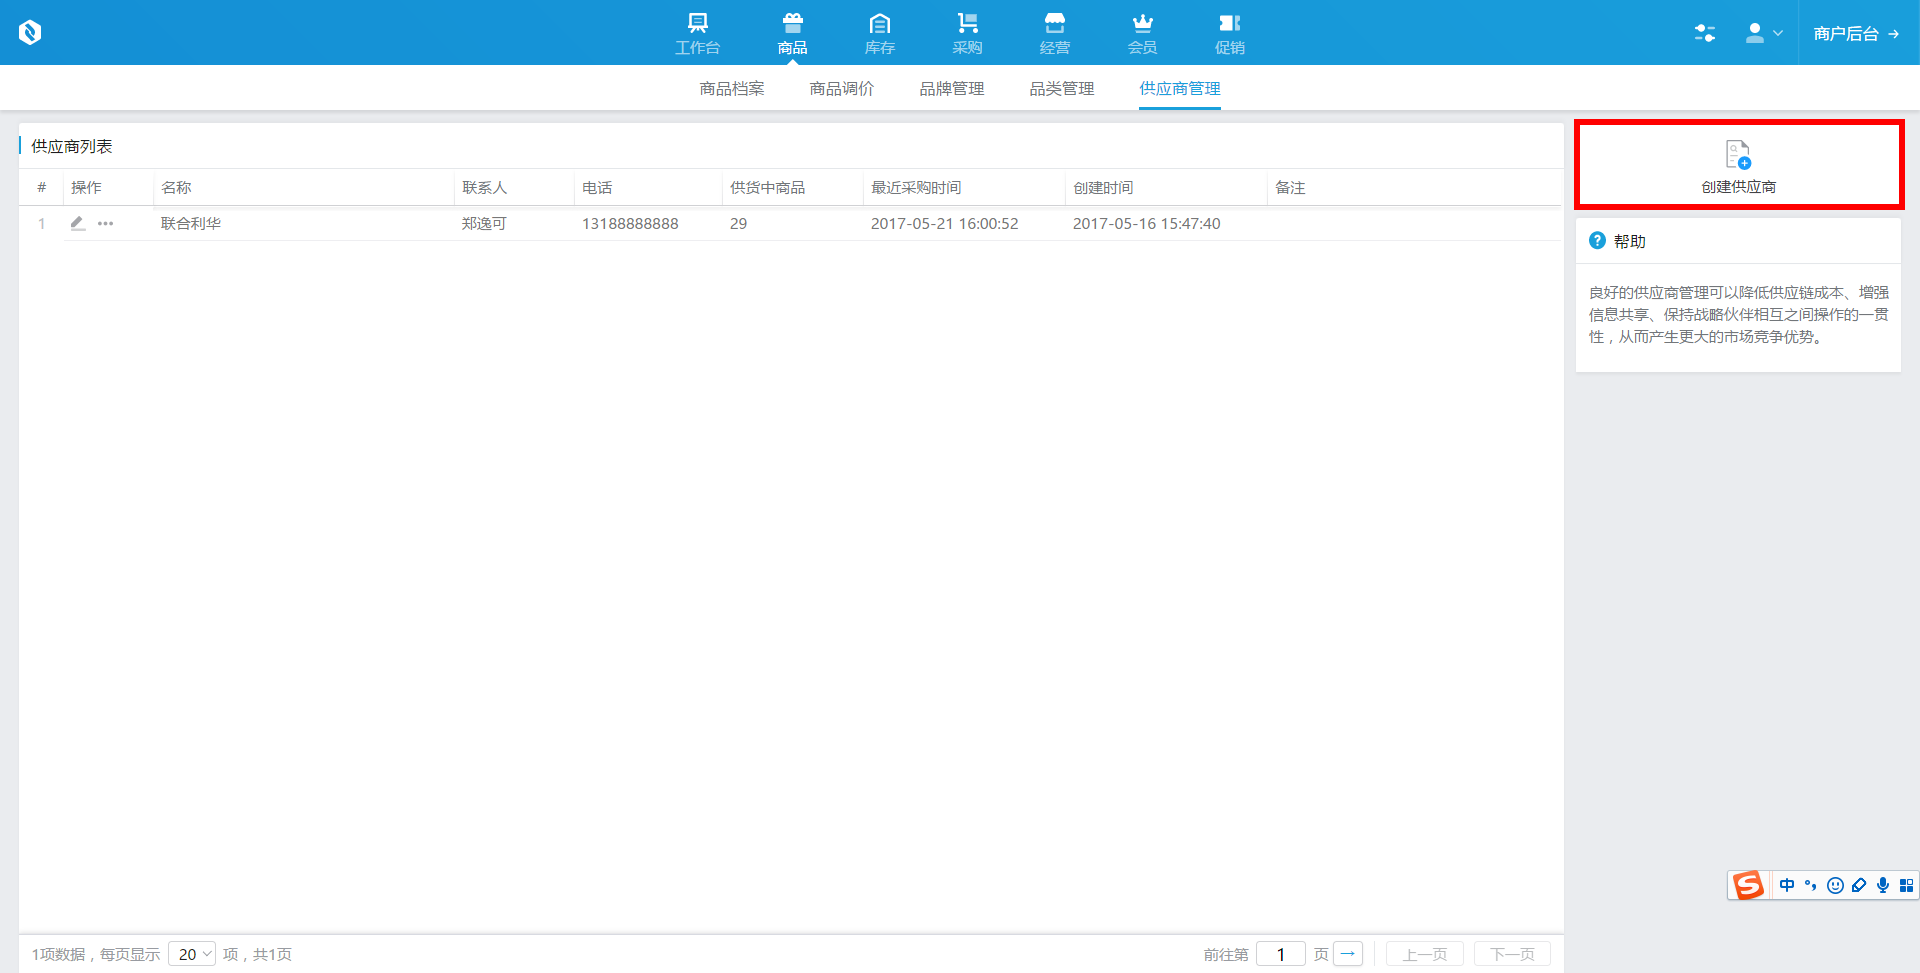 工作台 商品 库存 采购 经营 会员 促销 商户后台 →
商品档案 商品调价 品牌管理 品类管理 供应商管理
供应商列表
# 操作 名称 联系人 电话 供货中商品 最近采购时间 创建时间 备注
1 联合利华 郑逸可 13188888888 29 2017-05-21 16:00:52 2017-05-16 15:47:40
创建供应商
? 帮助
良好的供应商管理可以降低供应链成本、增强
信息共享、保持战略伙伴相互之间操作的一贯
性，从而产生更大的市场竞争优势。
S 中
1项数据，每页显示 20 项，共1页 前往第 1 页 → 上一页 下一页